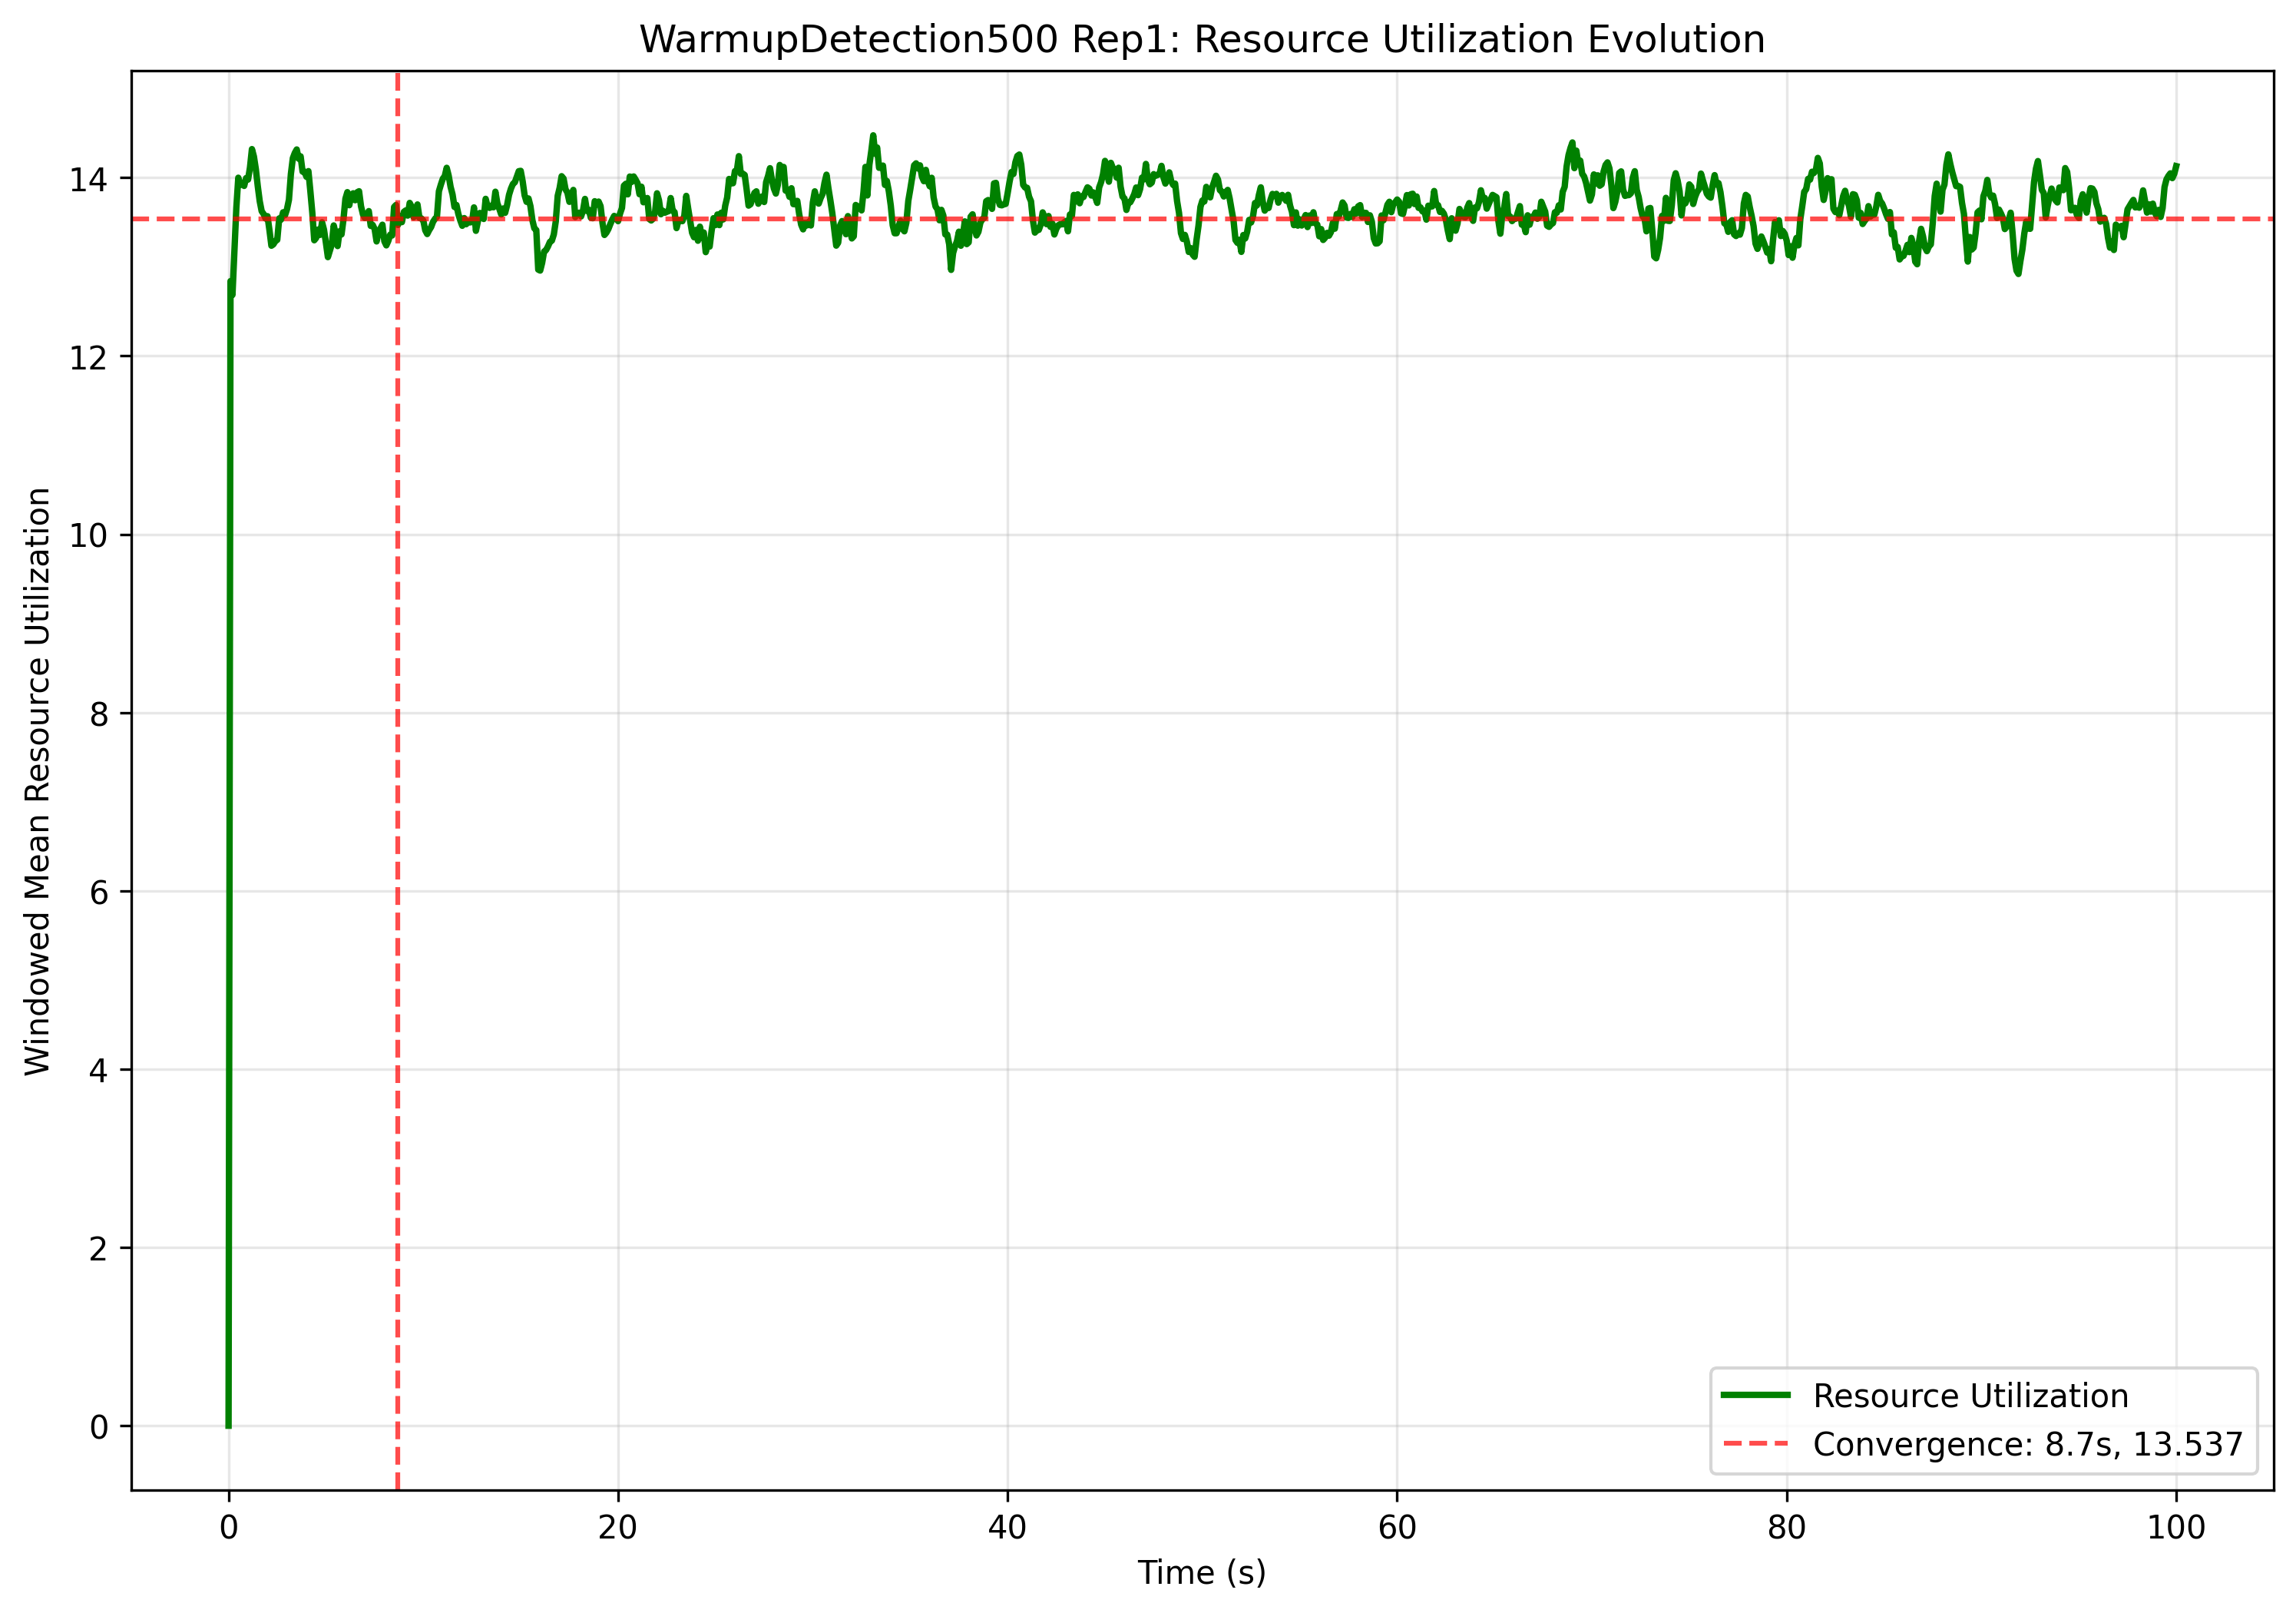 WarmupDetection500 Rep1: Resource Utilization Evolution
Windowed Mean Resource Utilization
14
12
10
8
6
4
2
0
0 20 40 60 80 100
Time (s)
Resource Utilization
Convergence: 8.7s, 13.537